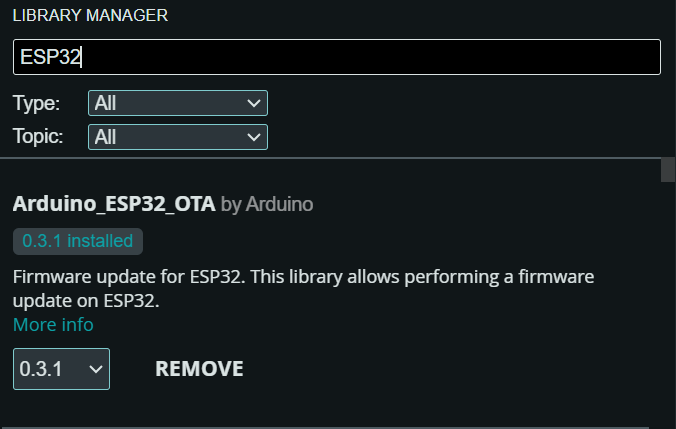 LIBRARY MANAGER
ESP32
Type: All
Topic: All
Arduino_ESP32_OTA by Arduino
0.3.1 installed
Firmware update for ESP32. This library allows performing a firmware
update on ESP32.
More info
0.3.1 REMOVE